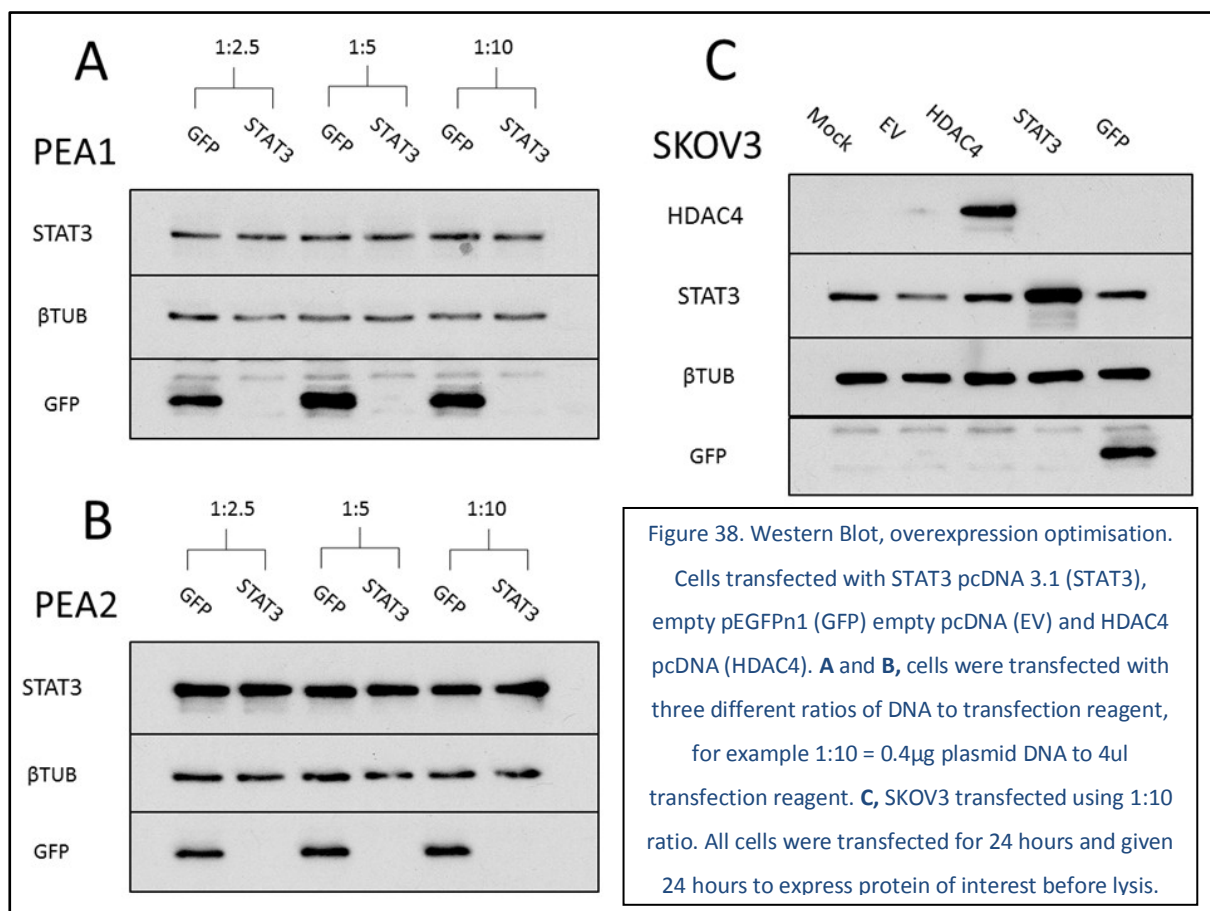 A
1:2.5 1:5 1:10
PEA1
GFP STAT3 GFP STAT3 GFP STAT3
STAT3
βTUB
GFP
B
1:2.5 1:5 1:10
PEA2
GFP STAT3 GFP STAT3 GFP STAT3
STAT3
βTUB
GFP
C
SKOV3
Mock EV HDAC4 STAT3 GFP
HDAC4
STAT3
βTUB
GFP
Figure 38. Western Blot, overexpression optimisation.
Cells transfected with STAT3 pcDNA 3.1 (STAT3),
empty pEGFPn1 (GFP) empty pcDNA (EV) and HDAC4
pcDNA (HDAC4). A and B, cells were transfected with
three different ratios of DNA to transfection reagent,
for example 1:10 = 0.4μg plasmid DNA to 4ul
transfection reagent. C, SKOV3 transfected using 1:10
ratio. All cells were transfected for 24 hours and given
24 hours to express protein of interest before lysis.